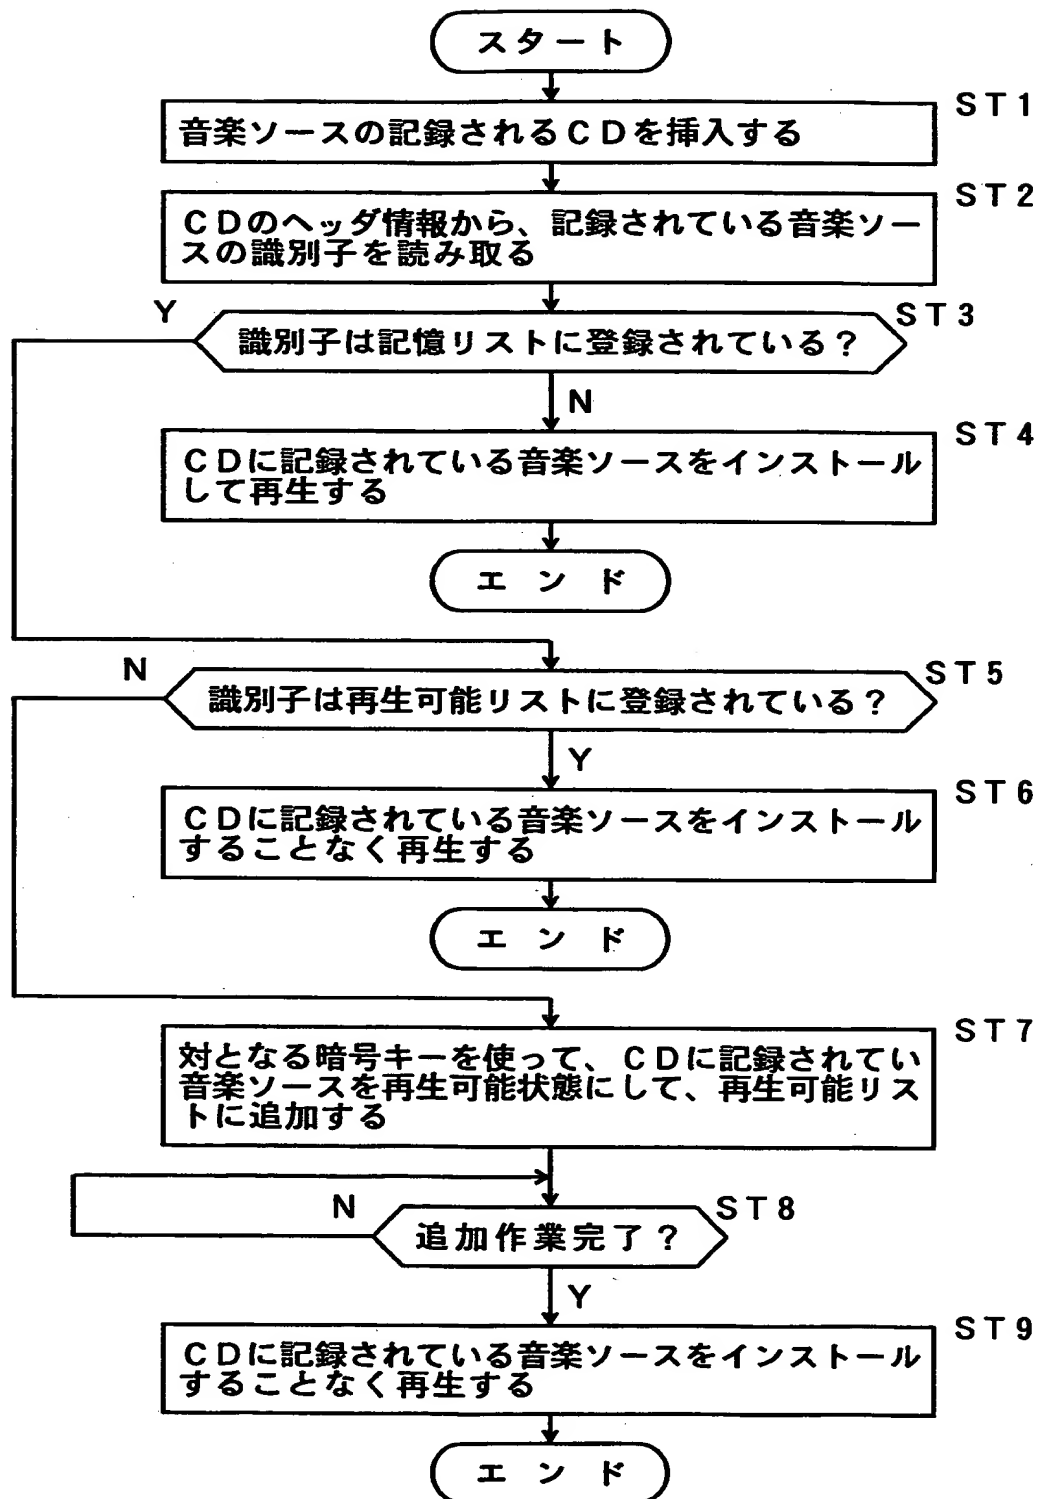 スタート
ST1
音楽ソースの記録されるCDを挿入する
ST2
CDのヘッダ情報から、記録されている音楽ソー
スの識別子を読み取る
Y
ST3
識別子は記憶リストに登録されている?
N
ST4
CDに記録されている音楽ソースをインストール
して再生する
エンド
N
ST5
識別子は再生可能リストに登録されている?
Y
ST6
CDに記録されている音楽ソースをインストール
することなく再生する
エンド
ST7
対となる暗号キーを使って、CDに記録されてい
音楽ソースを再生可能状態にして、再生可能リス
トに追加する
N
ST8
追加作業完了?
Y
ST9
CDに記録されている音楽ソースをインストール
することなく再生する
エンド